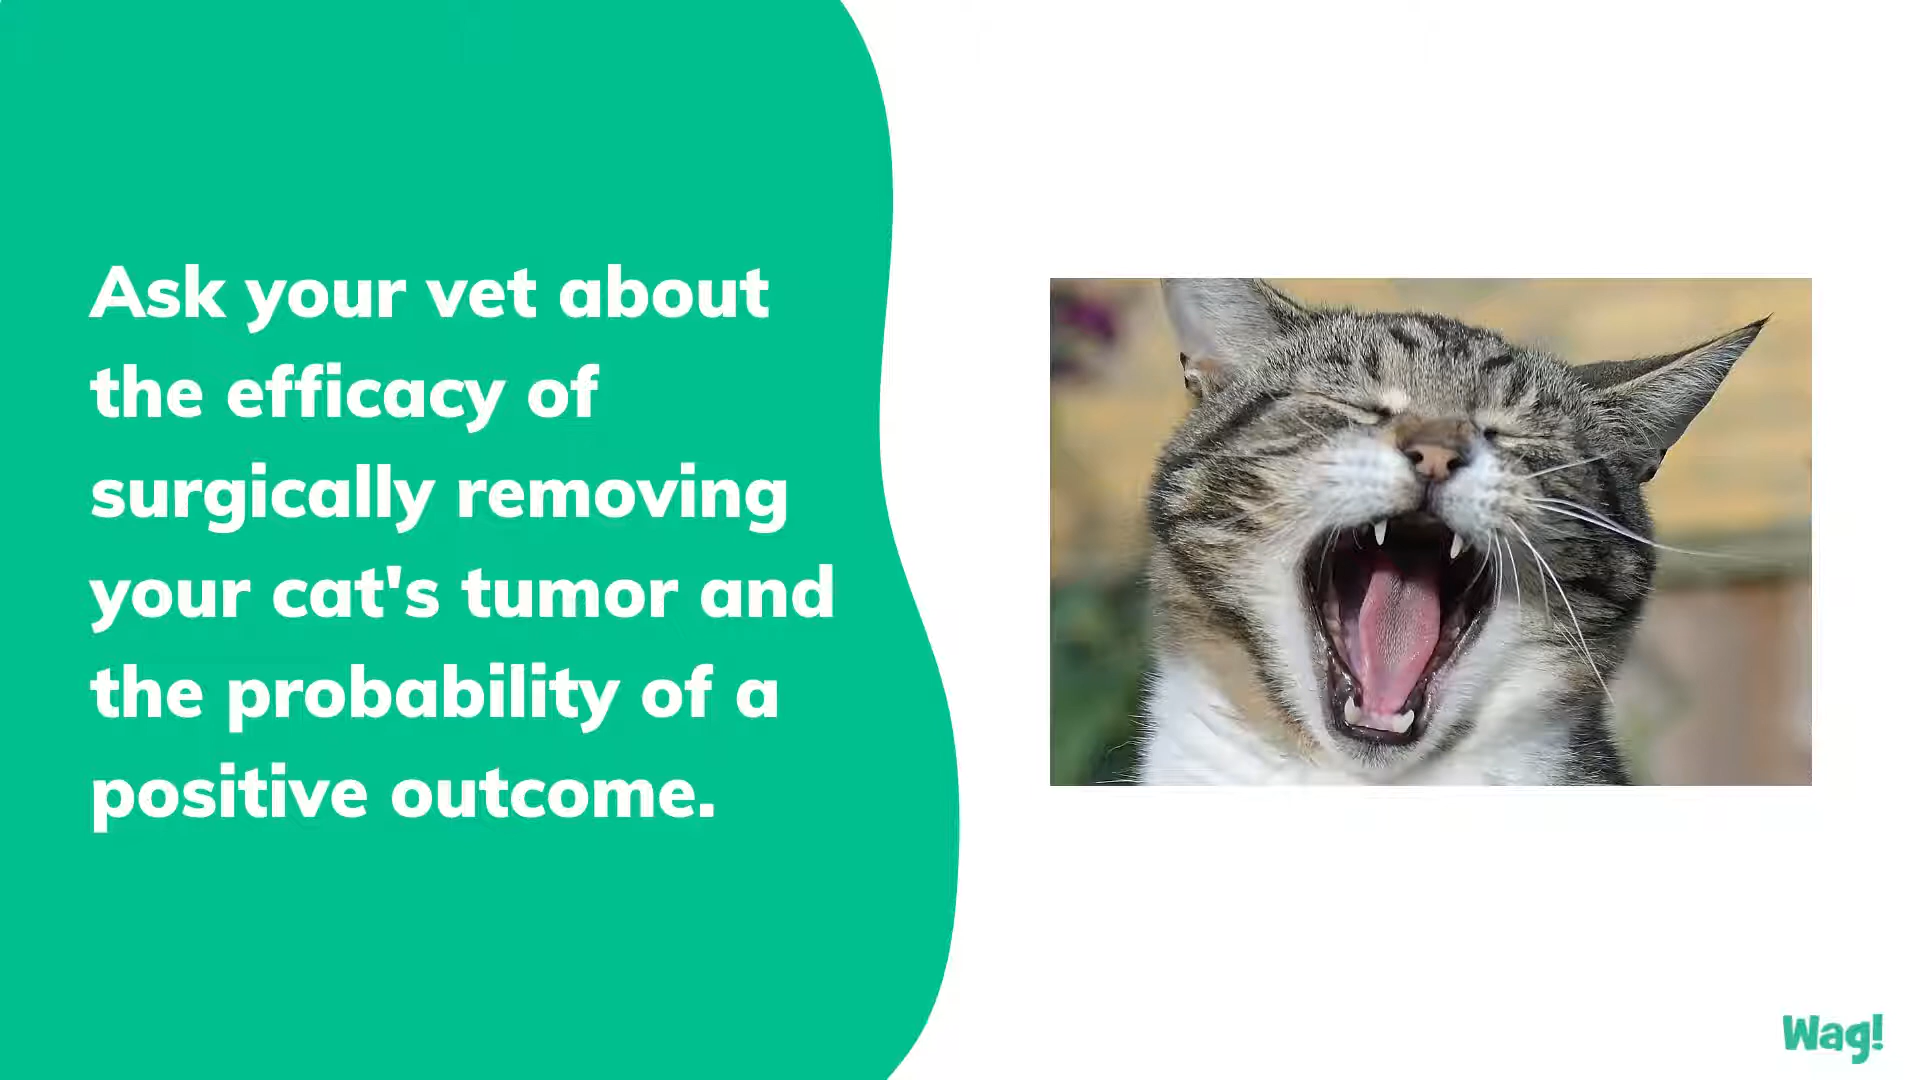 Ask your vet about
the efficacy of
surgically removing
your cat's tumor and
the probability of a
positive outcome.
Wag!